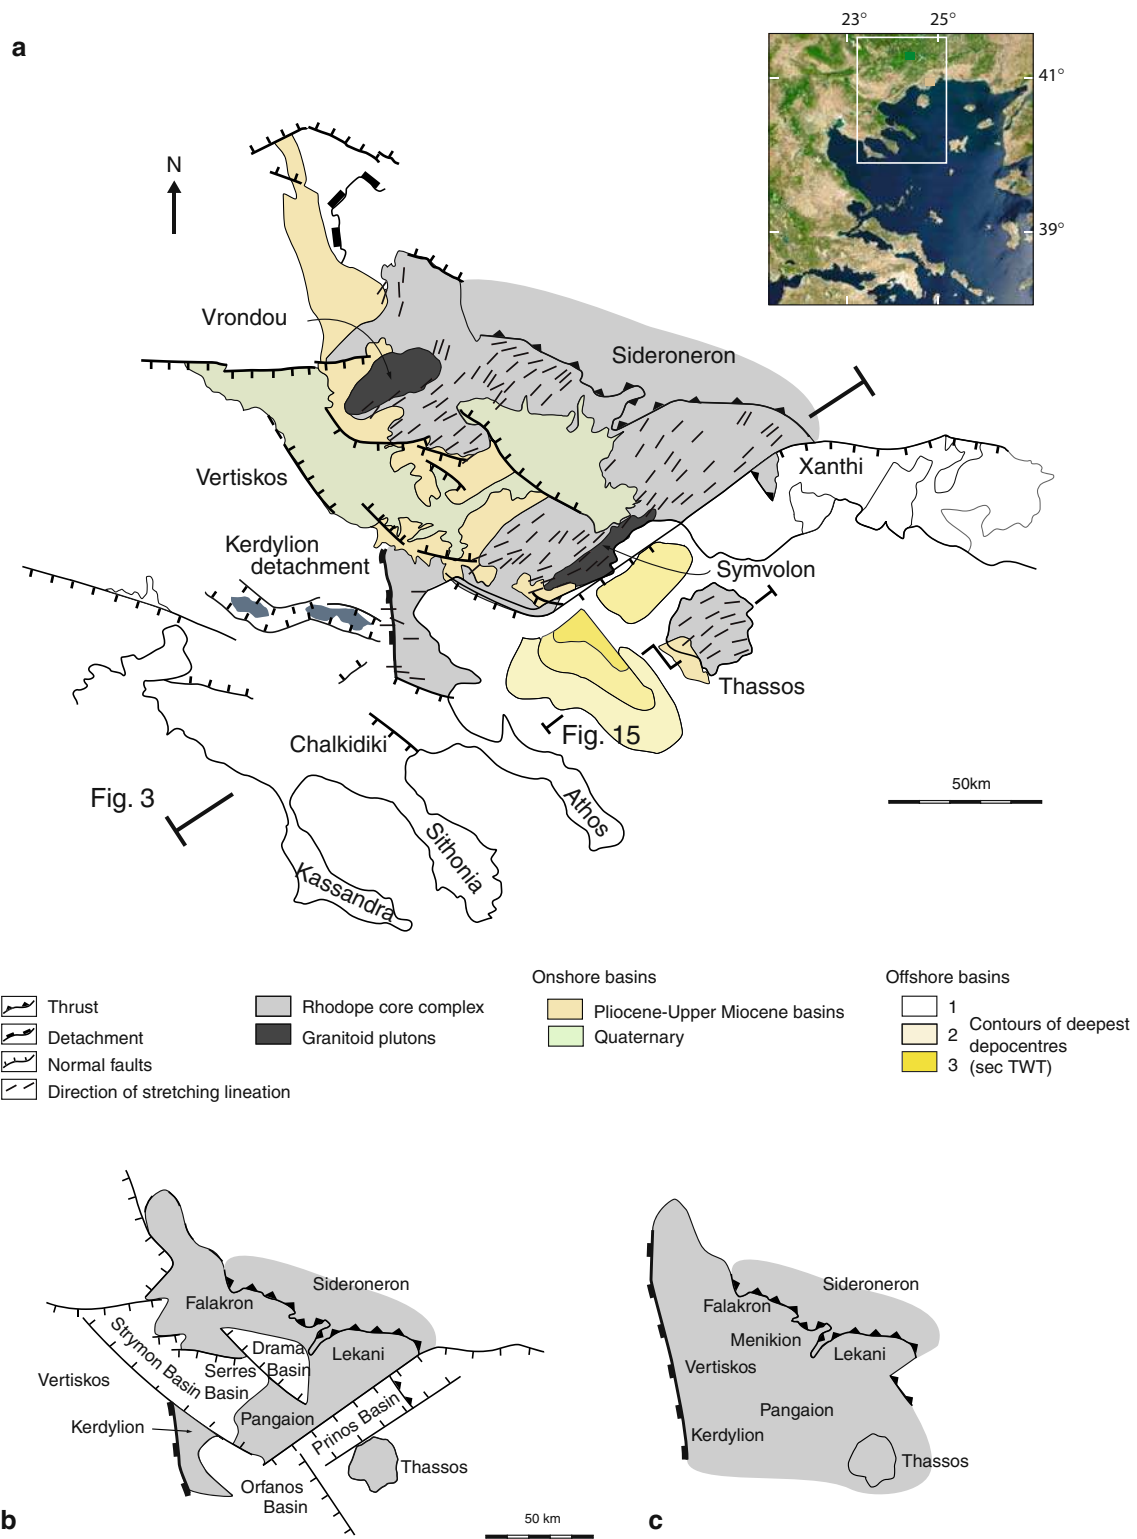 a
23°
25°
41°
39°
N
Vrondou
Sideroneron
Xanthi
Vertiskos
Kerdylion
detachment
Symvolon
Thassos
Fig. 15
Chalkidiki
Fig. 3
50km
Athos
Sithonia
Kassandra
Onshore basins
Offshore basins
Thrust
Rhodope core complex
Pliocene-Upper Miocene basins
1
Detachment
Granitoid plutons
Quaternary
2
Contours of deepest
depocentres
(sec TWT)
Normal faults
3
Direction of stretching lineation
Sideroneron
Falakron
Strymon Basin
Drama
Basin
Lekani
Serres
Basin
Vertiskos
Pangaion
Kerdylion
Prinos Basin
Thassos
Orfanos
Basin
b
50 km
Sideroneron
Falakron
Menikion
Lekani
Vertiskos
Pangaion
Kerdylion
Thassos
c